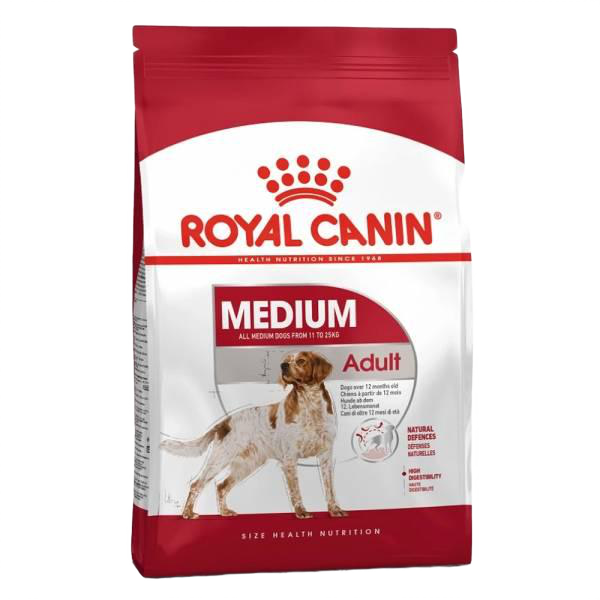 ROYAL CANIN®
HEALTH NUTRITION SINCE 1968
MEDIUM
ALL MEDIUM DOGS FROM 11 TO 25KG
Adult
Dogs over 12 months old
Chiens à partir de 12 mois
Hunde ab dem
12. Lebensmonat
Cani di oltre 12 mesi di età
NATURAL
DEFENCES
DÉFENSES
NATURELLES
HIGH
DIGESTIBILITY
HAUTE
DIGESTIBILITÉ
SIZE HEALTH NUTRITION